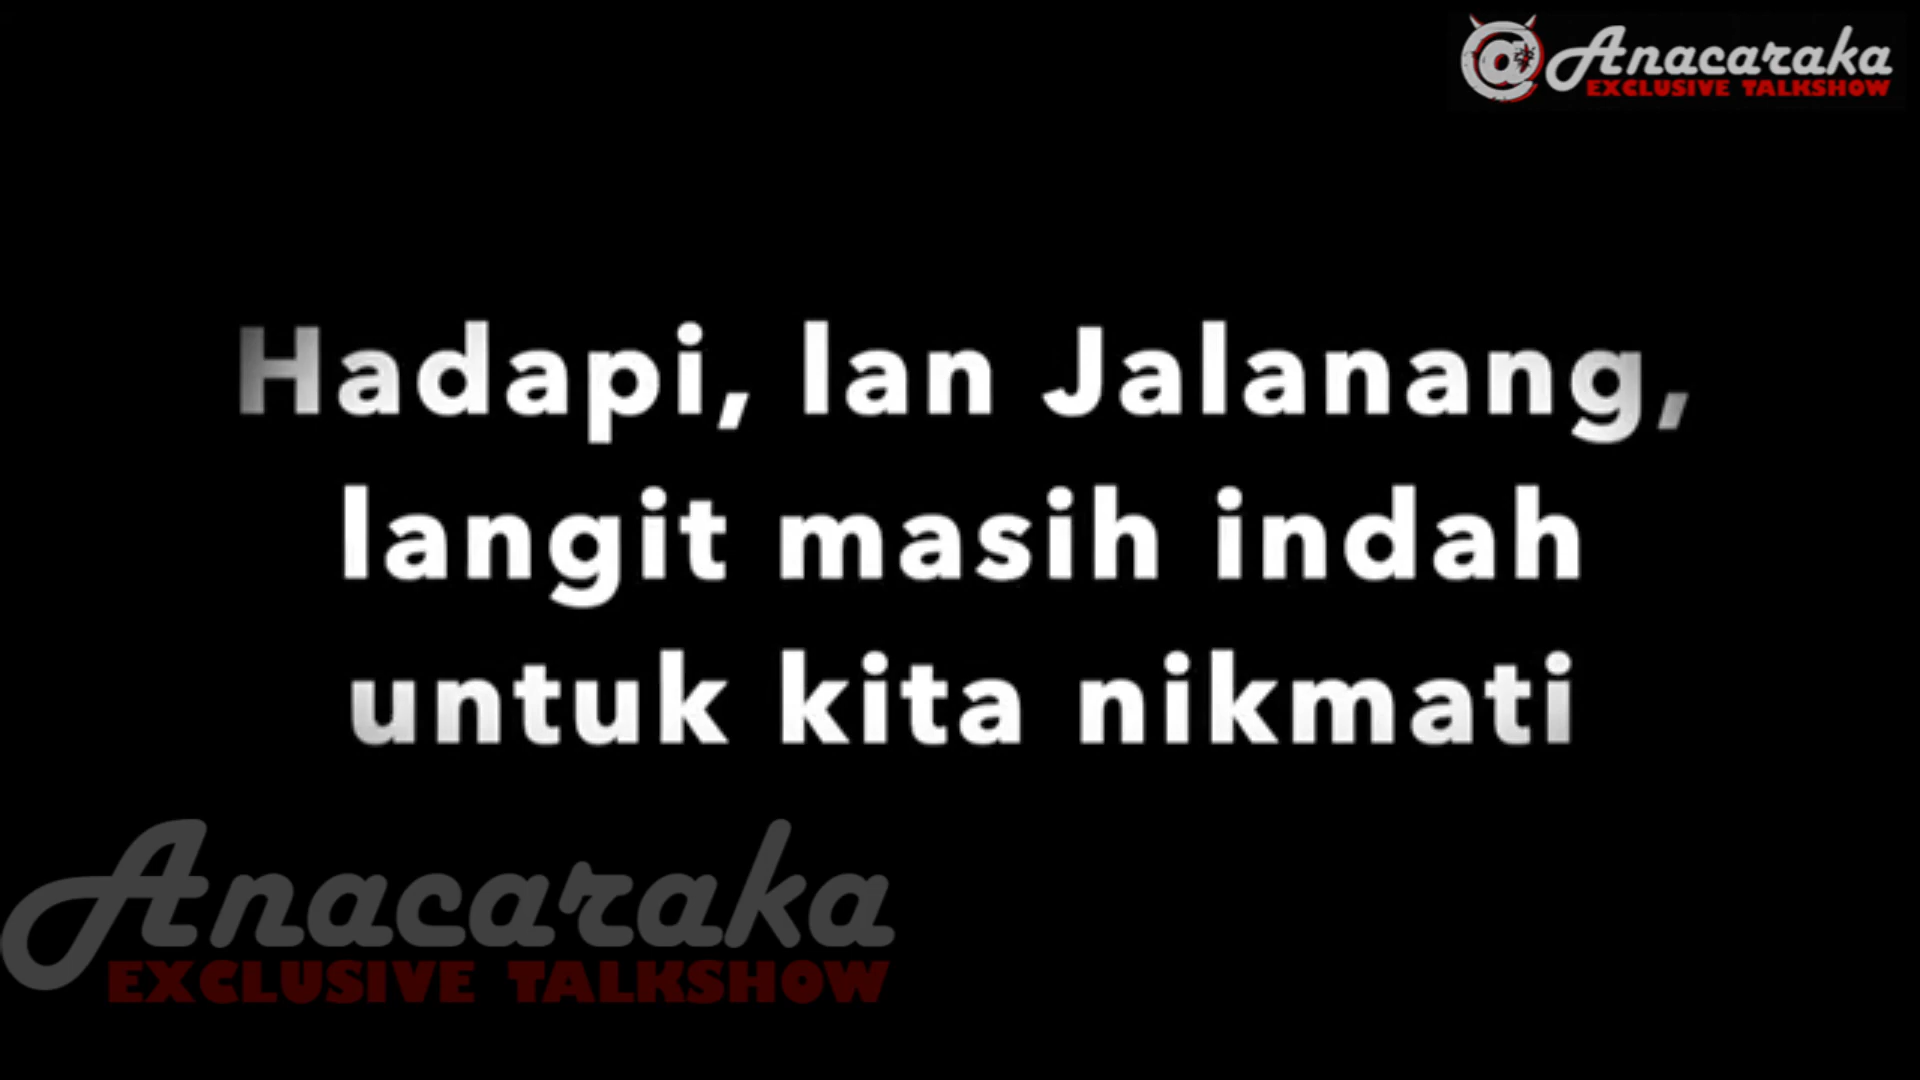 @Anacaraka
EXCLUSIVE TALKSHOW
Hadapi, lan Jalanang,
langit masih indah
untuk kita nikmati
Anacaraka
EXCLUSIVE TALKSHOW